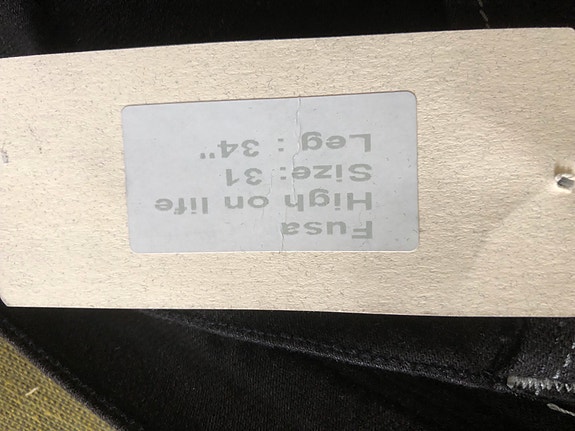 Fusa
High on life
Size: 31
Leg : 34"